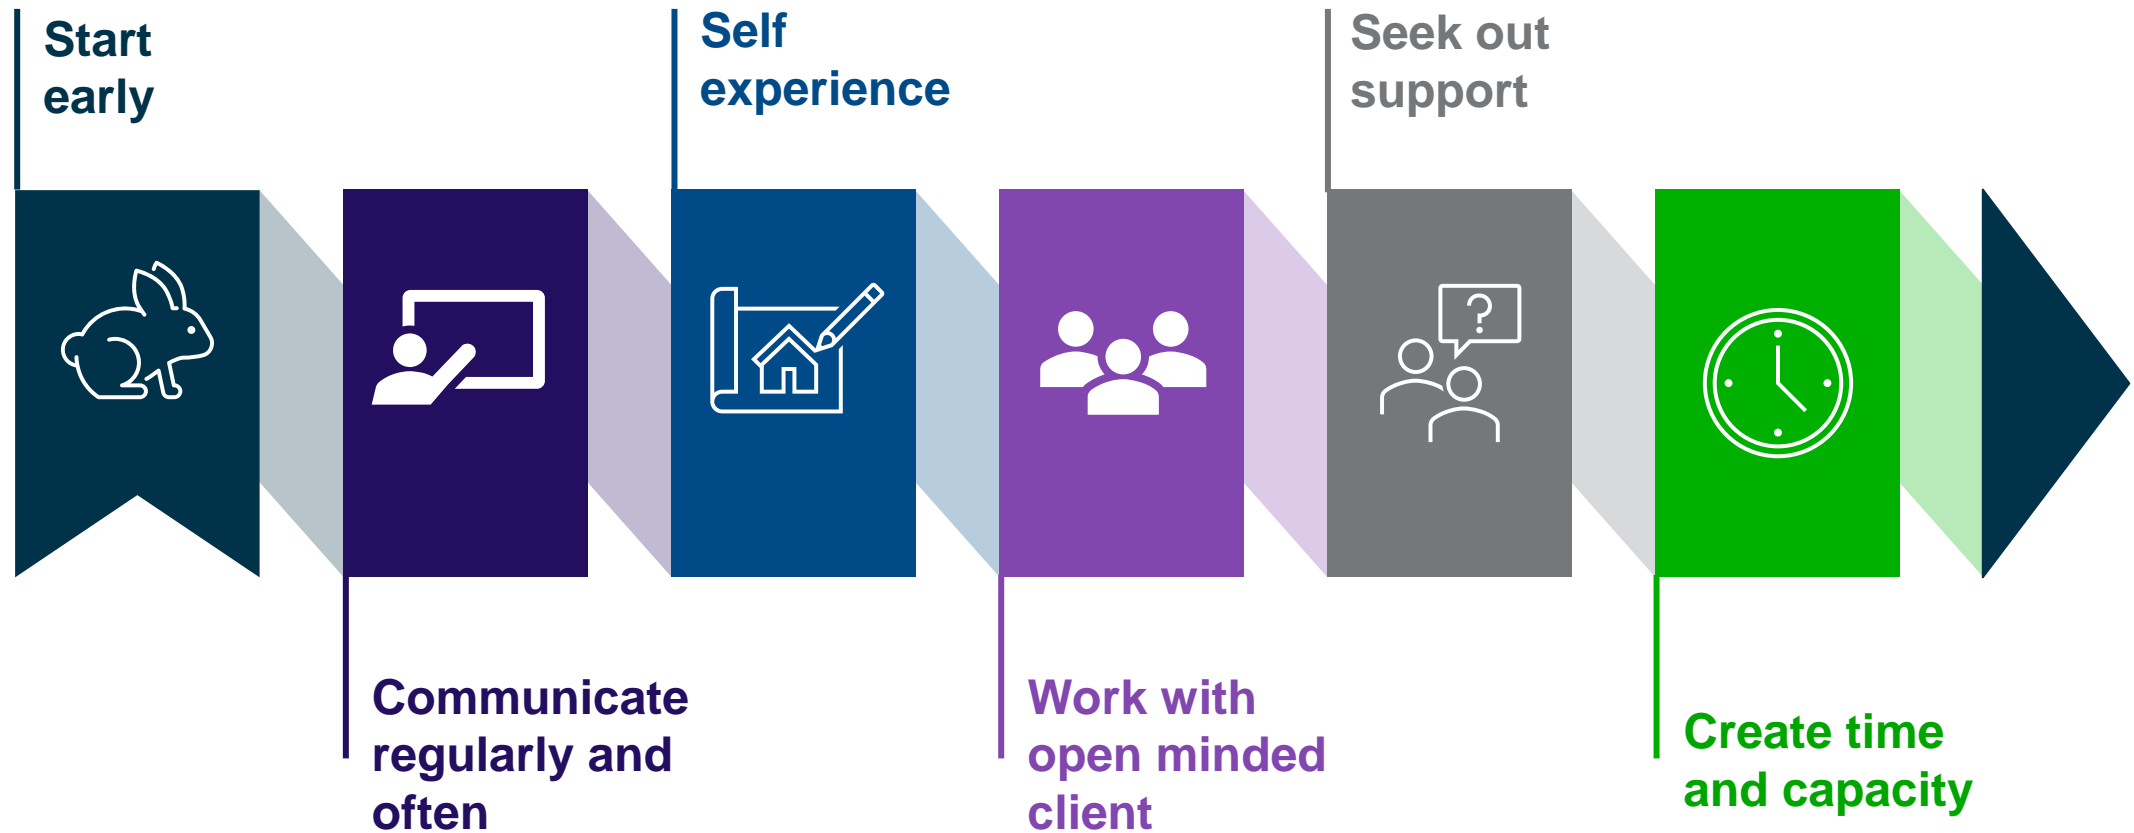 Start
early
Communicate
regularly and
often
Self
experience
Work with
open minded
client
Seek out
support
?
Create time
and capacity